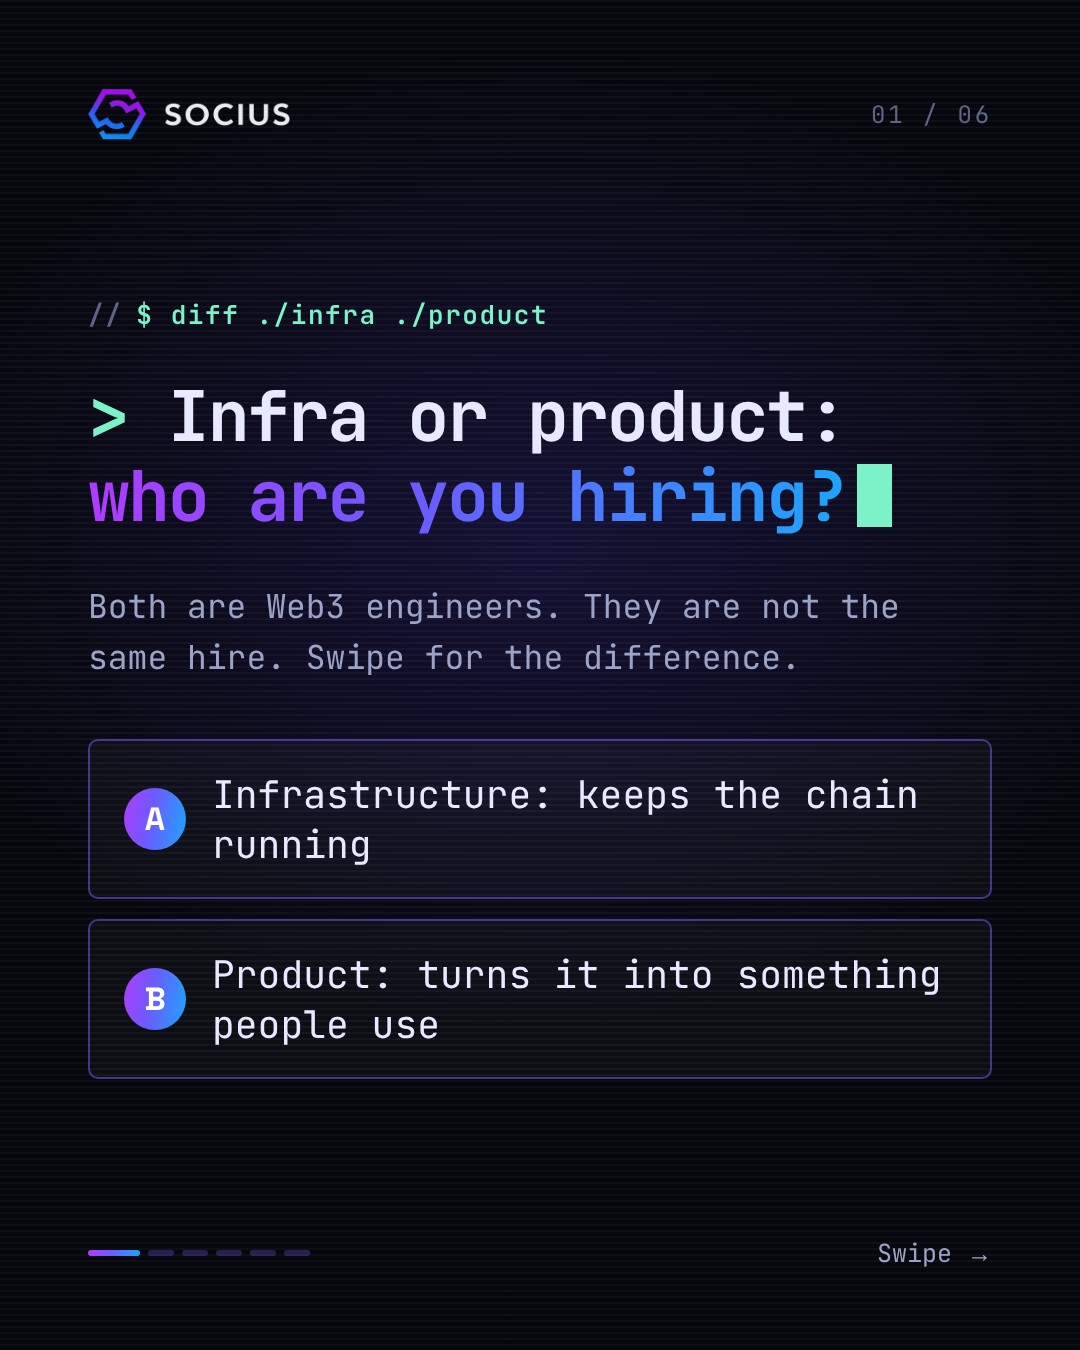 SOCIUS
01 / 06
// $ diff ./infra ./product
> Infra or product:
who are you hiring?
Both are Web3 engineers. They are not the
same hire. Swipe for the difference.
A
Infrastructure: keeps the chain
running
B
Product: turns it into something
people use
Swipe →